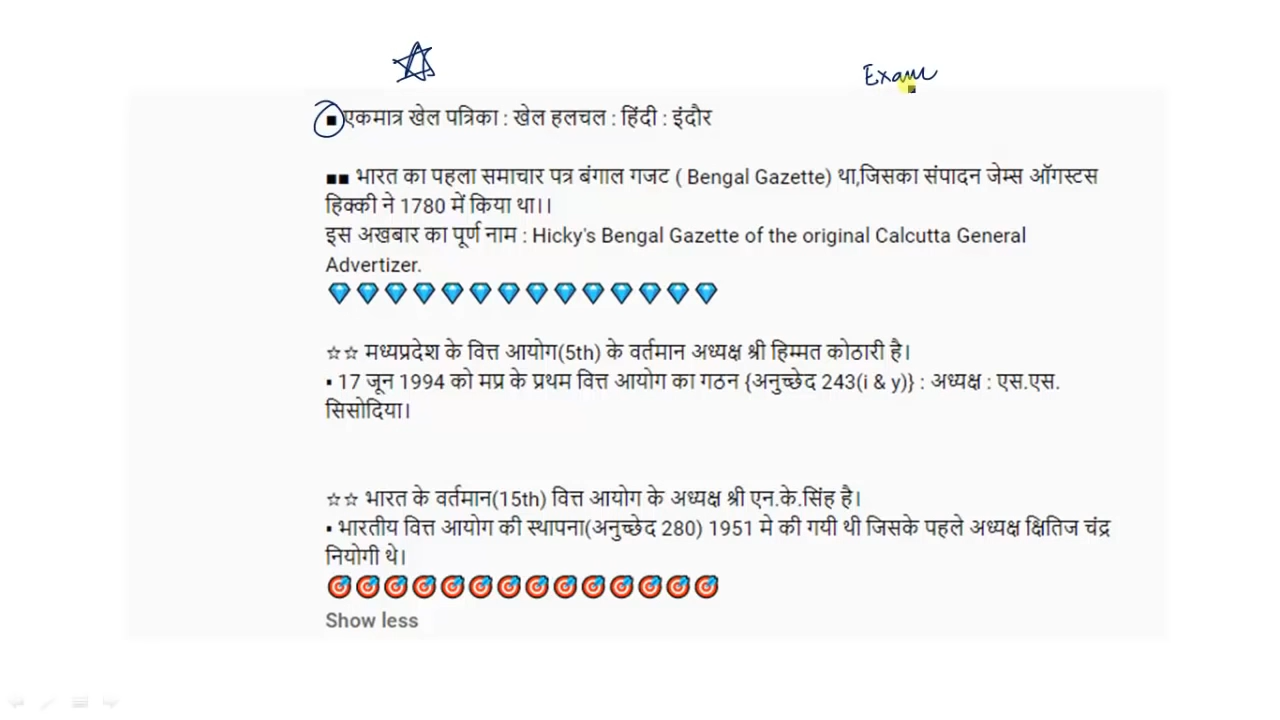 Exam
■ एकमात्र खेल पत्रिका : खेल हलचल : हिंदी : इंदौर
■■ भारत का पहला समाचार पत्र बंगाल गजट ( Bengal Gazette) था,जिसका संपादन जेम्स ऑगस्टस
हिक्की ने 1780 में किया था।।
इस अखबार का पूर्ण नाम : Hicky's Bengal Gazette of the original Calcutta General
Advertizer.
💎💎💎💎💎💎💎💎💎💎💎💎💎💎
☆☆ मध्यप्रदेश के वित्त आयोग(5th) के वर्तमान अध्यक्ष श्री हिम्मत कोठारी है।
▪ 17 जून 1994 को मप्र के प्रथम वित्त आयोग का गठन {अनुच्छेद 243(i & y)} : अध्यक्ष : एस.एस.
सिसोदिया।
☆☆ भारत के वर्तमान(15th) वित्त आयोग के अध्यक्ष श्री एन.के.सिंह है।
▪ भारतीय वित्त आयोग की स्थापना(अनुच्छेद 280) 1951 मे की गयी थी जिसके पहले अध्यक्ष क्षितिज चंद्र
नियोगी थे।
🎯🎯🎯🎯🎯🎯🎯🎯🎯🎯🎯🎯🎯🎯
Show less